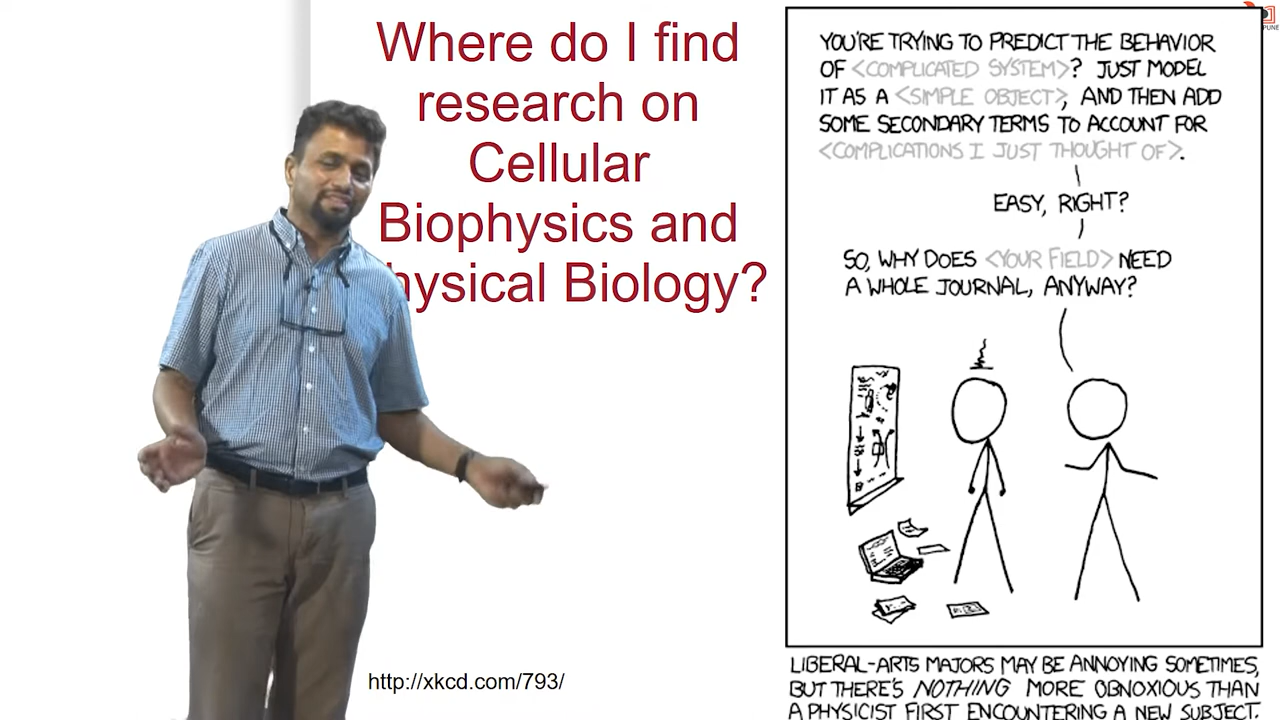 Where do I find
research on
Cellular
Biophysics and
hysical Biology?
http://xkcd.com/793/
YOU'RE TRYING TO PREDICT THE BEHAVIOR
OF <COMPLICATED SYSTEM>? JUST MODEL
IT AS A <SIMPLE OBJECT>, AND THEN ADD
SOME SECONDARY TERMS TO ACCOUNT FOR
<COMPLICATIONS I JUST THOUGHT OF>.
EASY, RIGHT?
SO, WHY DOES <YOUR FIELD> NEED
A WHOLE JOURNAL, ANYWAY?
LIBERAL-ARTS MAJORS MAY BE ANNOYING SOMETIMES,
BUT THERE'S NOTHING MORE OBNOXIOUS THAN
A PHYSICIST FIRST ENCOUNTERING A NEW SUBJECT.